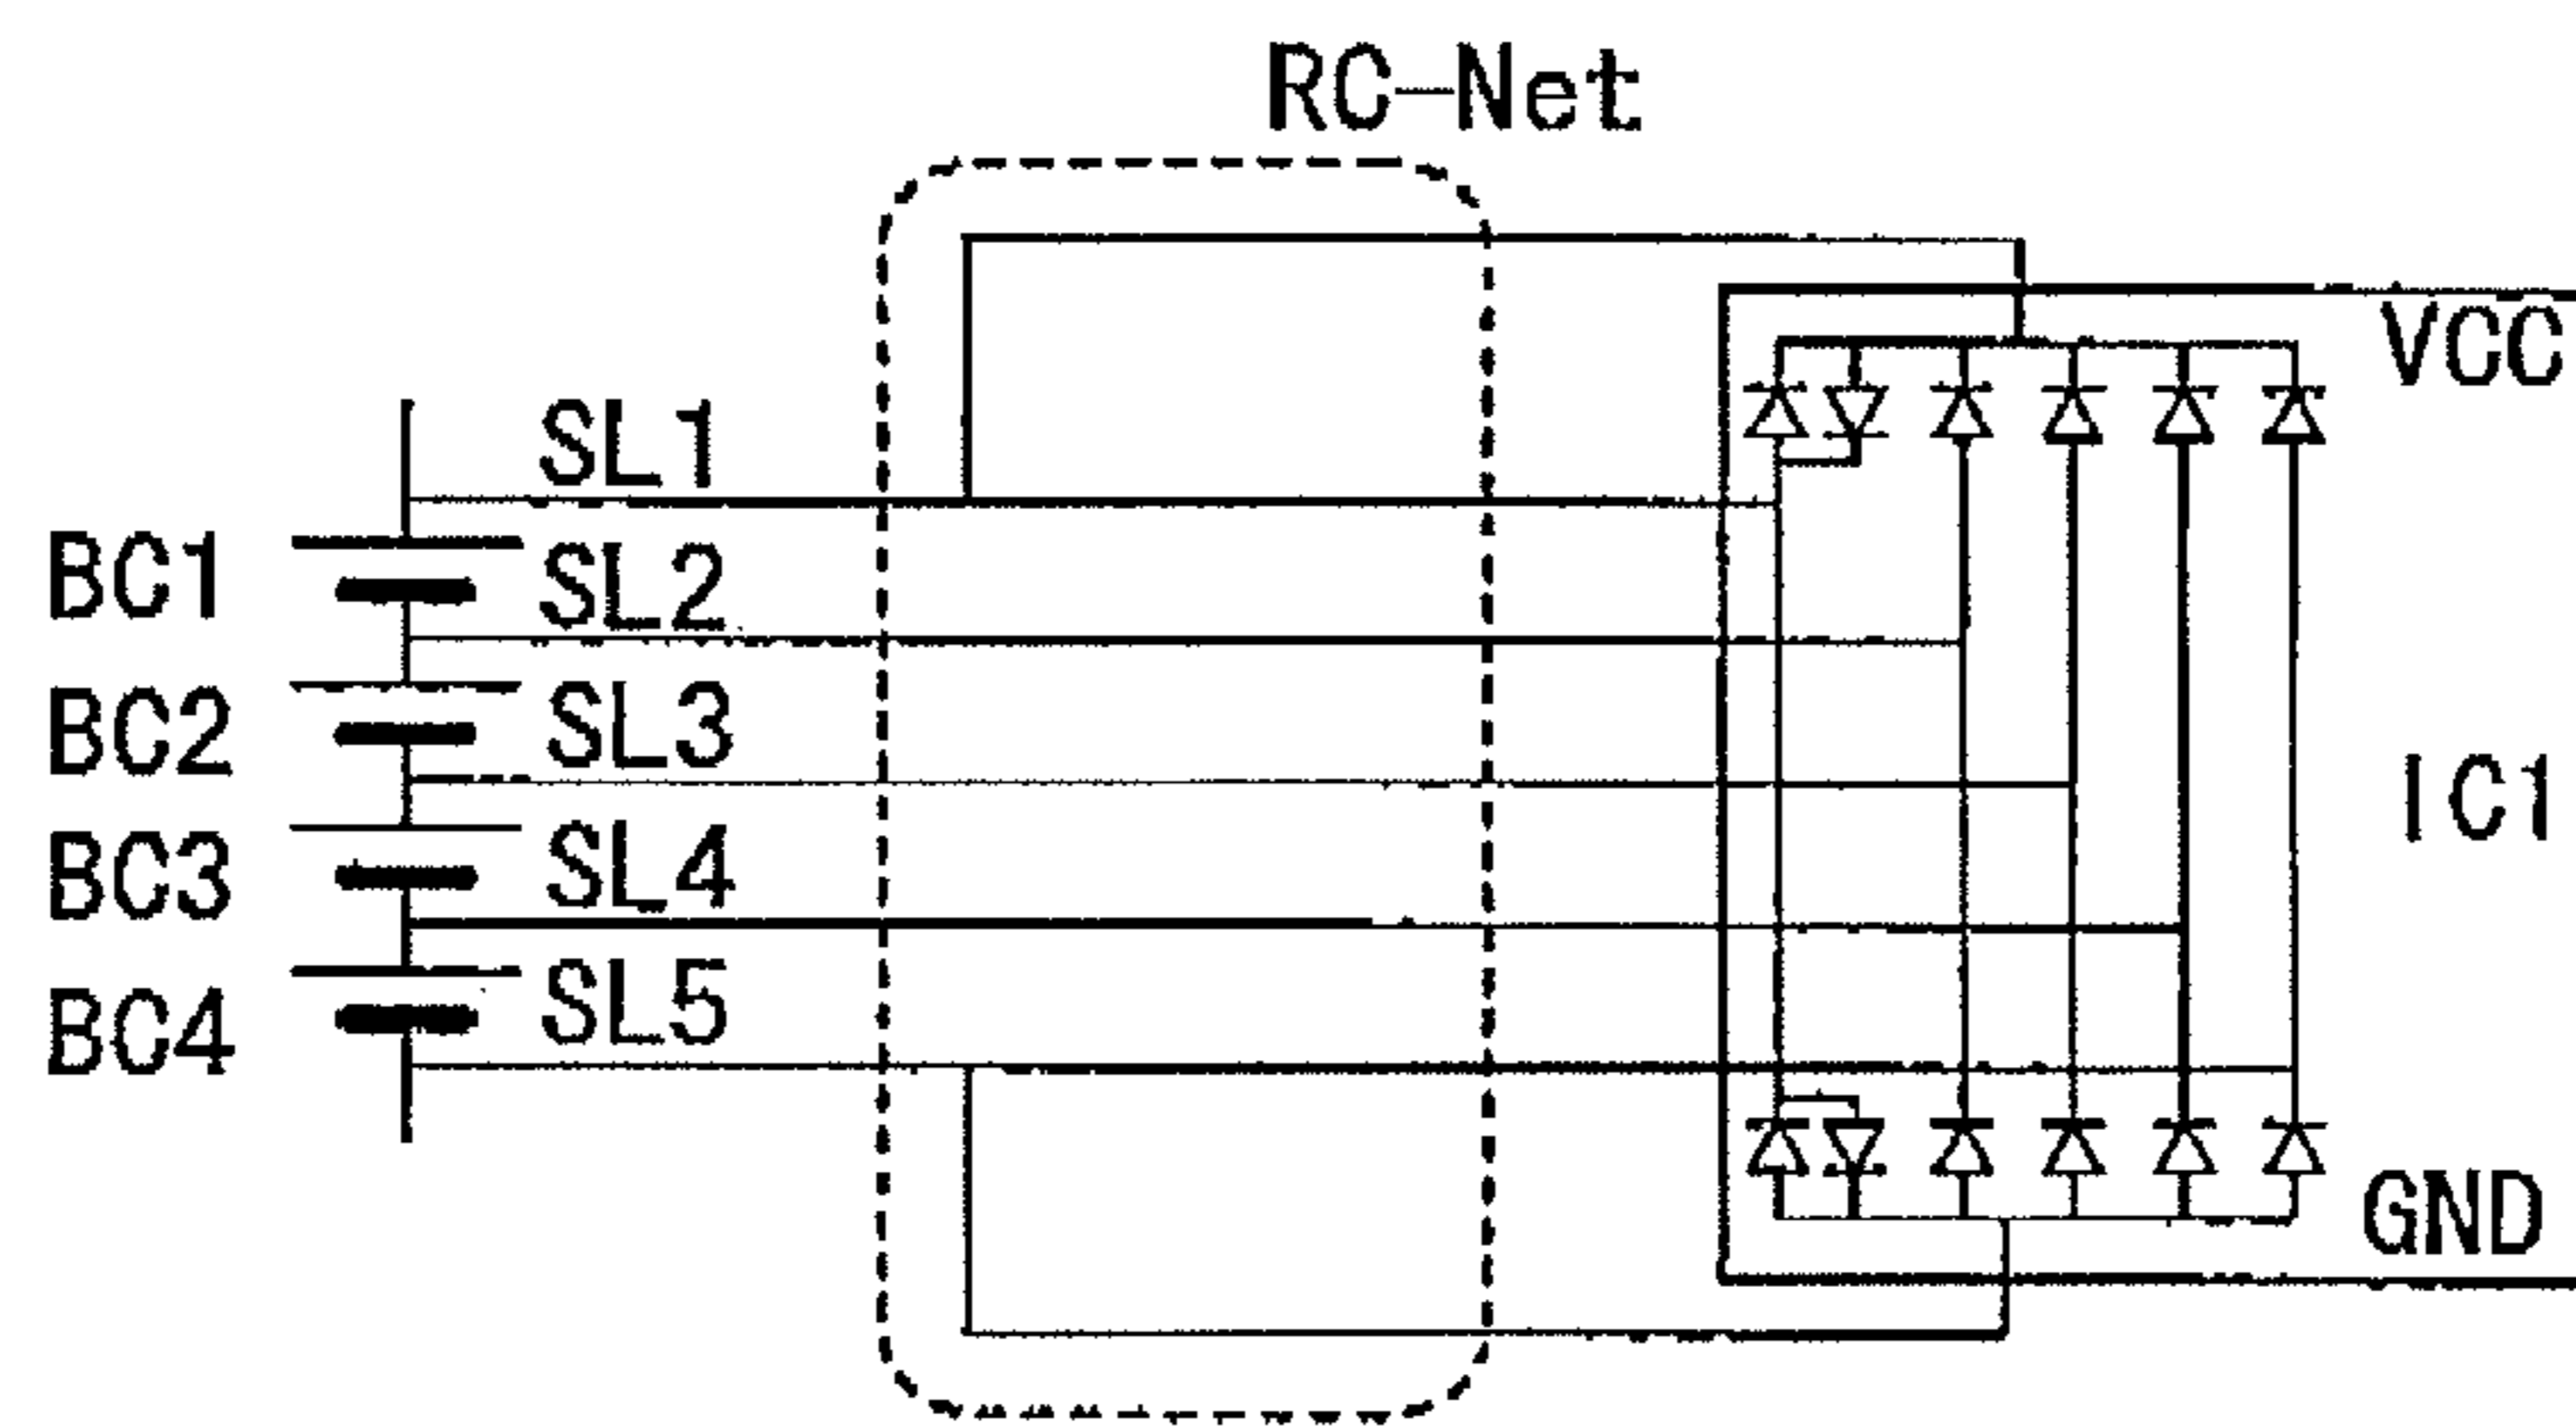 RC-Net
VCC
SL1
BC1
SL2
BC2
SL3
IC1
BC3
SL4
BC4
SL5
GND